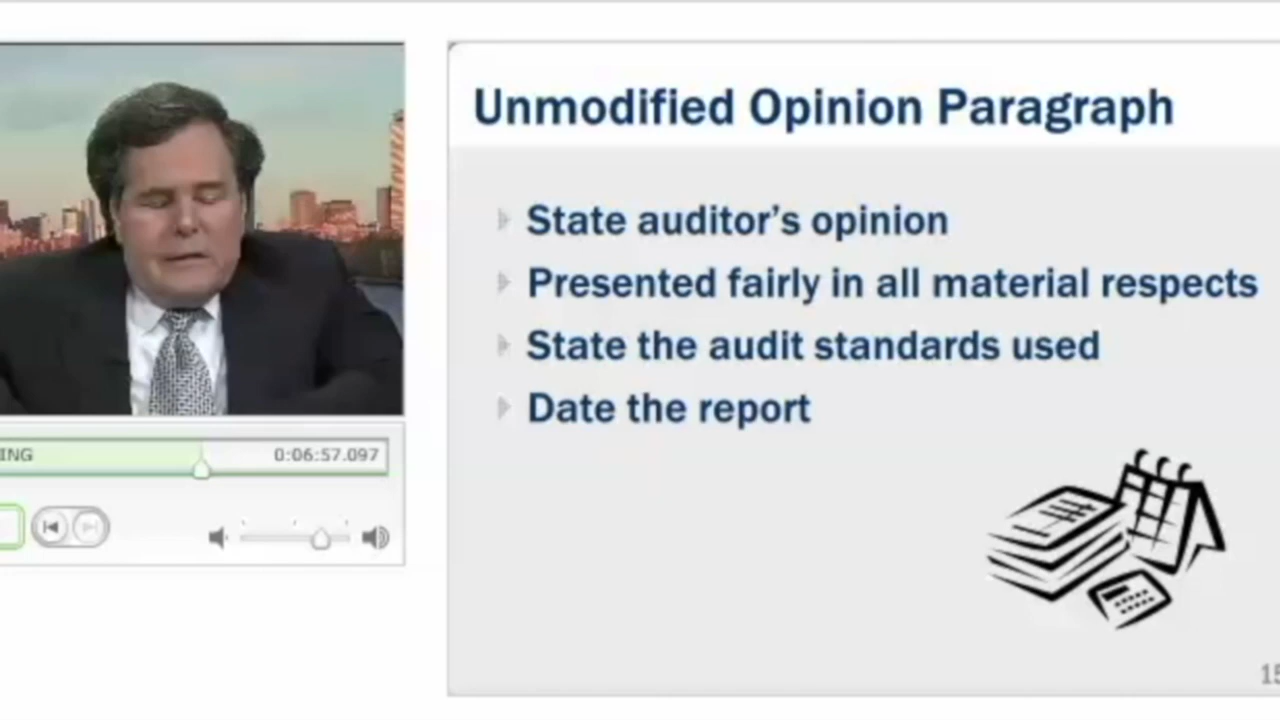 Unmodified Opinion Paragraph
State auditor's opinion
Presented fairly in all material respects
State the audit standards used
Date the report
ING
0:06:57.097
15